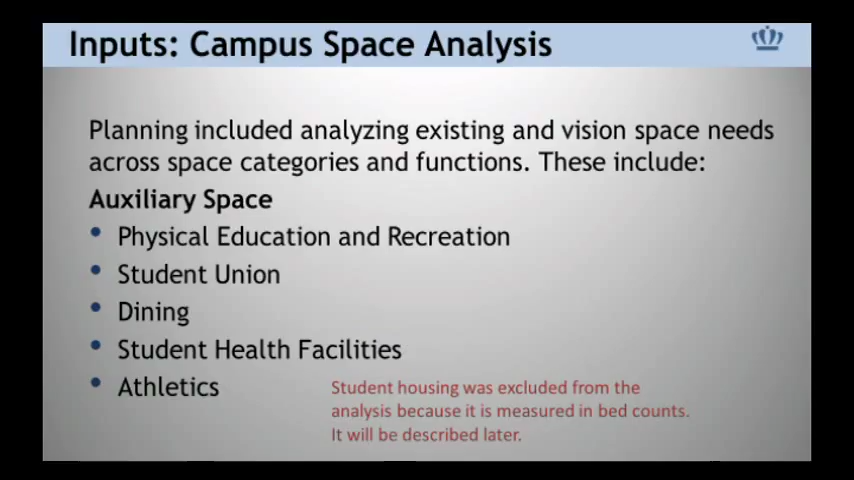 Inputs: Campus Space Analysis
Planning included analyzing existing and vision space needs
across space categories and functions. These include:
Auxiliary Space
• Physical Education and Recreation
• Student Union
• Dining
• Student Health Facilities
• Athletics
Student housing was excluded from the
analysis because it is measured in bed counts.
It will be described later.